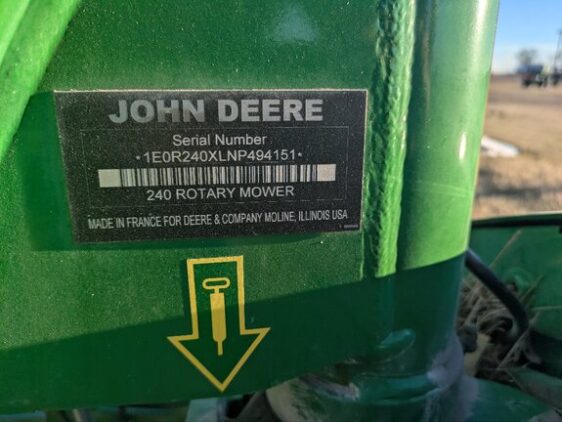 JOHN DEERE
Serial Number
*1E0R240XLNP494151*
240 ROTARY MOWER
MADE IN FRANCE FOR DEERE & COMPANY MOLINE, ILLINOIS USA